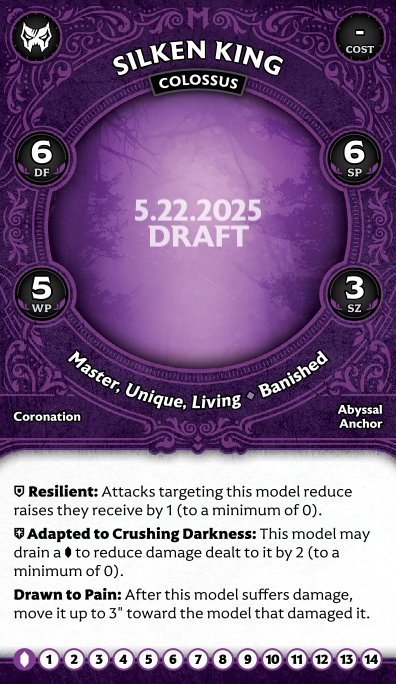 M
-
COST
SILKEN KING
COLOSSUS
6
DF
6
SP
5.22.2025
DRAFT
5
WP
3
SZ
Master, Unique, Living ◆ Banished
Coronation
Abyssal
Anchor
Resilient: Attacks targeting this model reduce
raises they receive by 1 (to a minimum of 0).
Adapted to Crushing Darkness: This model may
drain a to reduce damage dealt to it by 2 (to a
minimum of 0).
Drawn to Pain: After this model suffers damage,
move it up to 3" toward the model that damaged it.
1 2 3 4 5 6 7 8 9 10 11 12 13 14